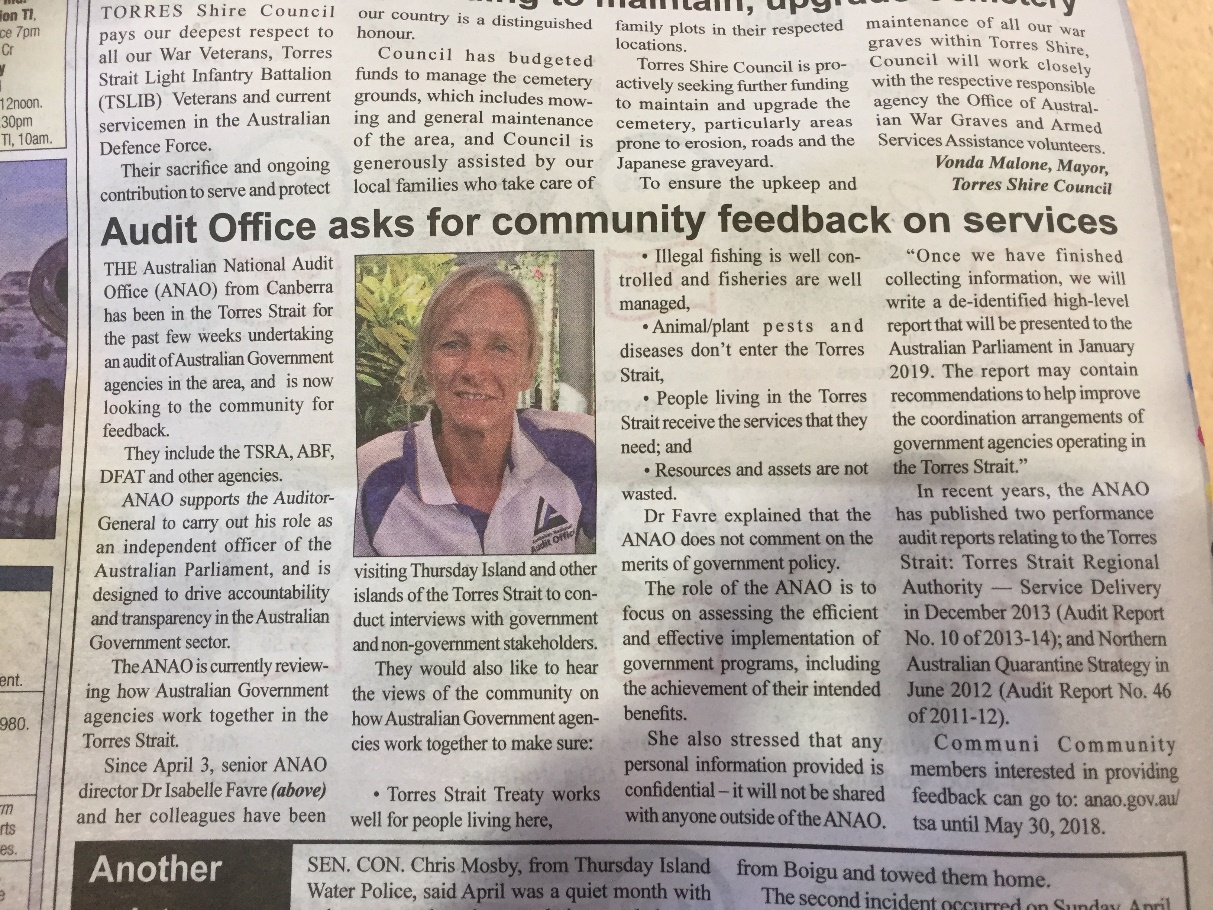 ion TI,
ce 7pm
Cr
12noon.
30pm
TI, 10am.
to maintain, upgrade cemetery
TORRES Shire Council
pays our deepest respect to
all our War Veterans, Torres
Strait Light Infantry Battalion
(TSLIB) Veterans and current
servicemen in the Australian
Defence Force.
Their sacrifice and ongoing
contribution to serve and protect
our country is a distinguished
honour.
Council has budgeted
funds to manage the cemetery
grounds, which includes mow-
ing and general maintenance
of the area, and Council is
generously assisted by our
local families who take care of
family plots in their respected
locations.
Torres Shire Council is pro-
actively seeking further funding
to maintain and upgrade the
cemetery, particularly areas
prone to erosion, roads and the
Japanese graveyard.
To ensure the upkeep and
maintenance of all our war
graves within Torres Shire,
Council will work closely
with the respective responsible
agency the Office of Austral-
ian War Graves and Armed
Services Assistance volunteers.
Vonda Malone, Mayor,
Torres Shire Council
Audit Office asks for community feedback on services
THE Australian National Audit
Office (ANAO) from Canberra
has been in the Torres Strait for
the past few weeks undertaking
an audit of Australian Government
agencies in the area, and is now
looking to the community for
feedback.
They include the TSRA, ABF,
DFAT and other agencies.
ANAO supports the Auditor-
General to carry out his role as
an independent officer of the
Australian Parliament, and is
designed to drive accountability
and transparency in the Australian
Government sector.
The ANAO is currently review-
ing how Australian Government
agencies work together in the
Torres Strait.
Since April 3, senior ANAO
director Dr Isabelle Favre (above)
and her colleagues have been
Audit Office
visiting Thursday Island and other
islands of the Torres Strait to con-
duct interviews with government
and non-government stakeholders.
They would also like to hear
the views of the community on
how Australian Government agen-
cies work together to make sure:
• Torres Strait Treaty works
well for people living here,
• Illegal fishing is well con-
trolled and fisheries are well
managed,
• Animal/plant pests and
diseases don't enter the Torres
Strait,
• People living in the Torres
Strait receive the services that they
need; and
• Resources and assets are not
wasted.
Dr Favre explained that the
ANAO does not comment on the
merits of government policy.
The role of the ANAO is to
focus on assessing the efficient
and effective implementation of
government programs, including
the achievement of their intended
benefits.
She also stressed that any
personal information provided is
confidential – it will not be shared
with anyone outside of the ANAO.
“Once we have finished
collecting information, we will
write a de-identified high-level
report that will be presented to the
Australian Parliament in January
2019. The report may contain
recommendations to help improve
the coordination arrangements of
government agencies operating in
the Torres Strait.”
In recent years, the ANAO
has published two performance
audit reports relating to the Torres
Strait: Torres Strait Regional
Authority — Service Delivery
in December 2013 (Audit Report
No. 10 of 2013-14); and Northern
Australian Quarantine Strategy in
June 2012 (Audit Report No. 46
of 2011-12).
Communi Community
members interested in providing
feedback can go to: anao.gov.au/
tsa until May 30, 2018.
ent.
980.
rm
rts
es.
Another
SEN. CON. Chris Mosby, from Thursday Island
Water Police, said April was a quiet month with
from Boigu and towed them home.
The second incident occurred on Sunday, April